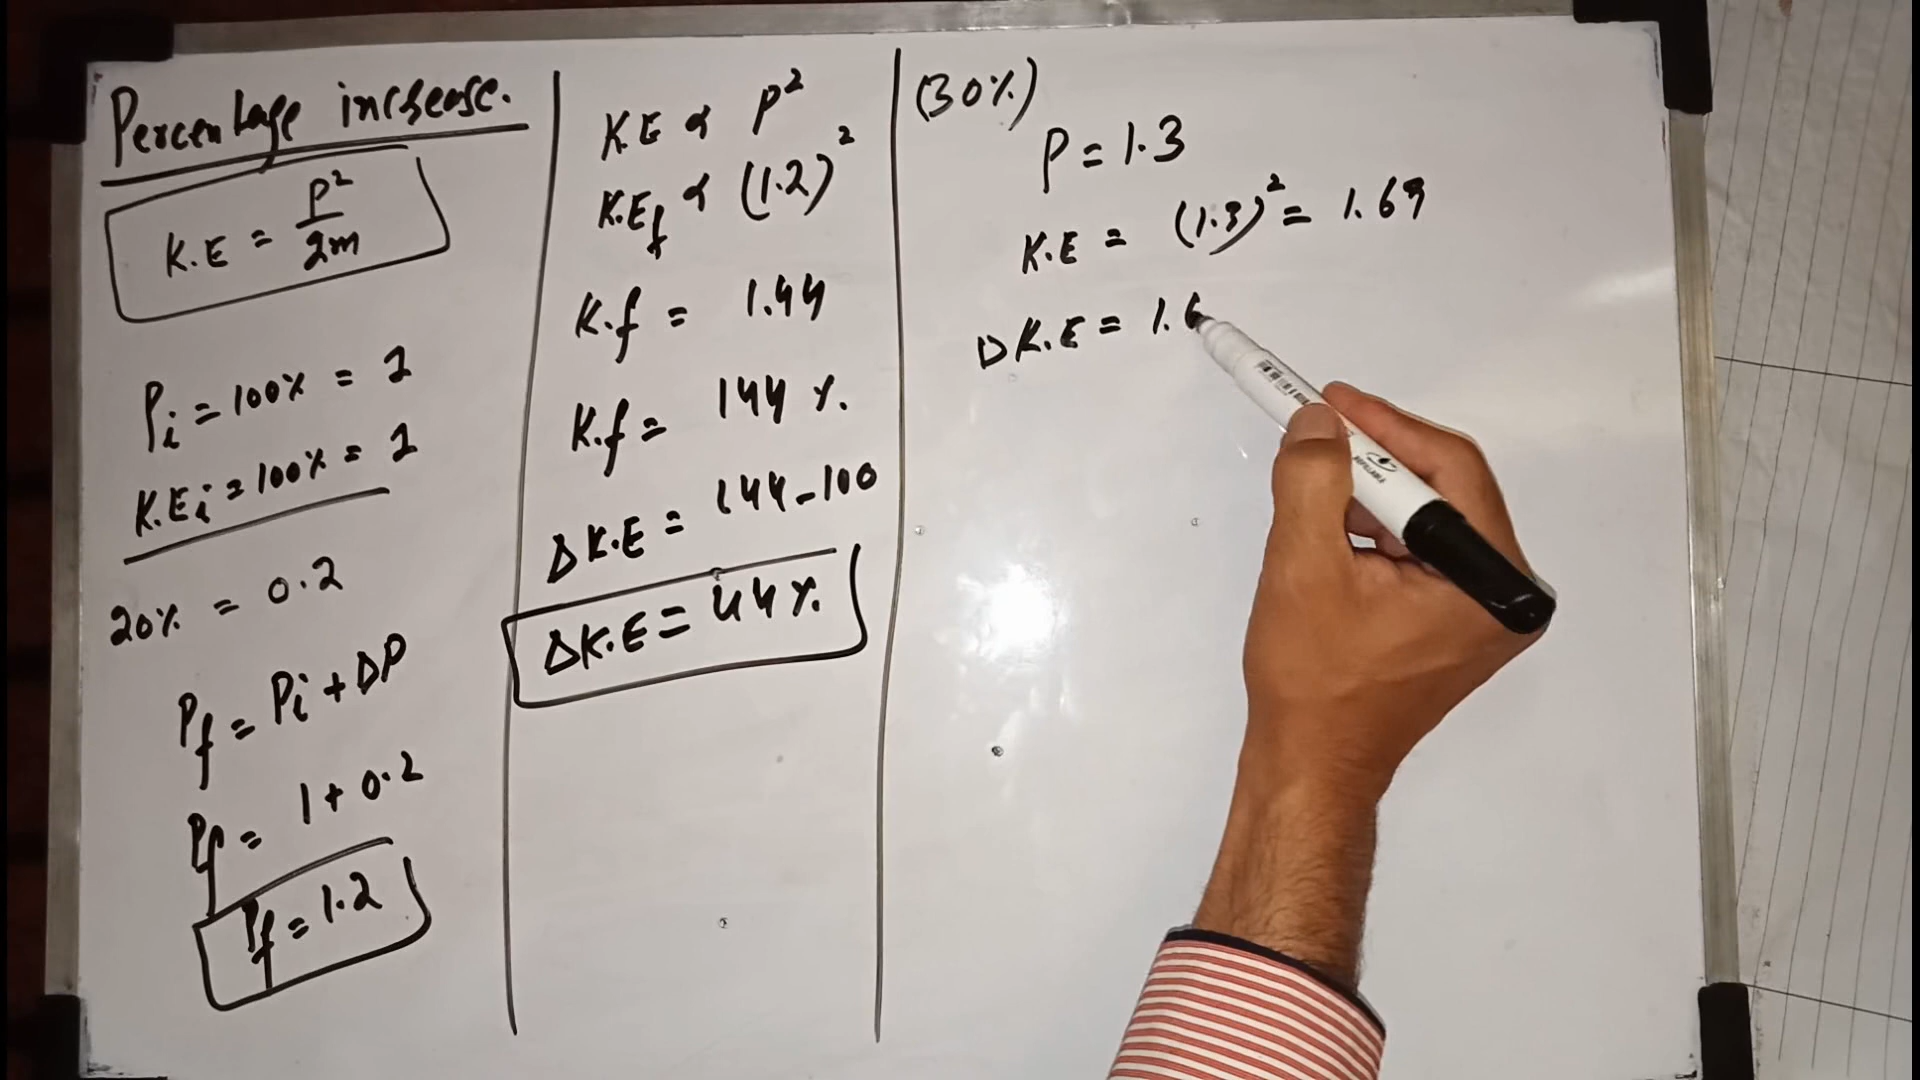 Percentage increase.
K.E = P²/2m
Pi = 100% = 1
K.Ei = 100% = 1
20% = 0.2
Pf = Pi + ΔP
Pf = 1 + 0.2
Pf = 1.2
K.E ∝ P²
K.Ef ∝ (1.2)²
K.f = 1.44
K.f = 144 %.
ΔK.E = 144-100
ΔK.E = 44%.
(30%)
P = 1.3
K.E = (1.3)² = 1.69
ΔK.E = 1.6